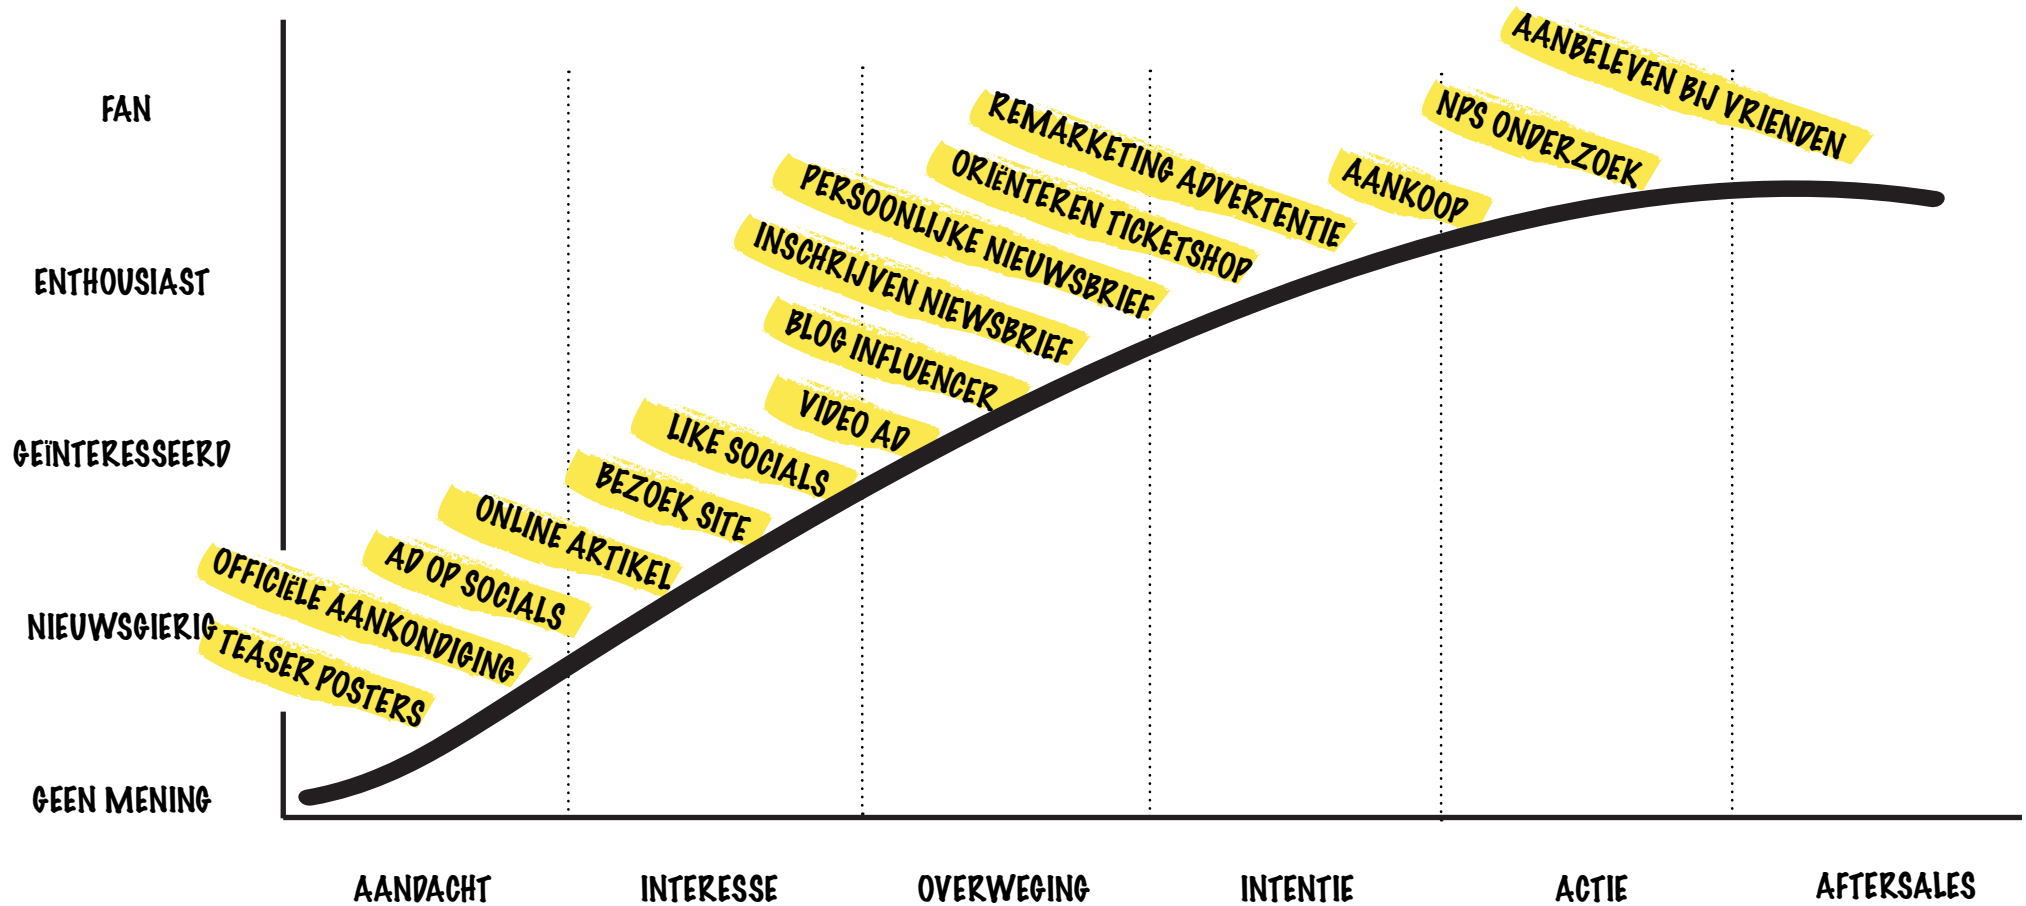 FAN
ENTHOUSIAST
GEÏNTERESSEERD
NIEUWSGIERIG
GEEN MENING
TEASER POSTERS
OFFICIËLE AANKONDIGING
AD OP SOCIALS
ONLINE ARTIKEL
BEZOEK SITE
LIKE SOCIALS
VIDEO AD
BLOG INFLUENCER
INSCHRIJVEN NIEWSBRIEF
PERSOONLIJKE NIEUWSBRIEF
ORIËNTEREN TICKETSHOP
REMARKETING ADVERTENTIE
AANKOOP
NPS ONDERZOEK
AANBELEVEN BIJ VRIENDEN
AANDACHT
INTERESSE
OVERWEGING
INTENTIE
ACTIE
AFTERSALES